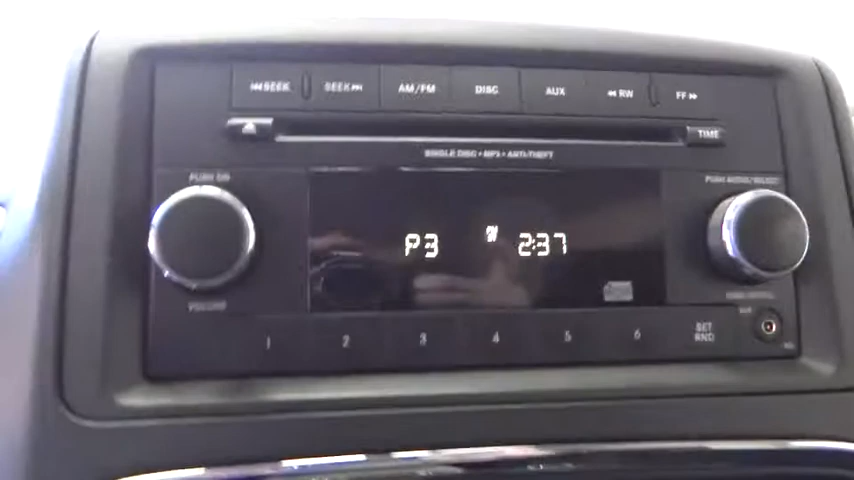 SEEK SEEK AM/FM DISC AUX RW FF
TIME
SINGLE DISC • MP3 • ANTI-THEFT
PUSH ON PUSH AUDIO/SELECT
P3 2:37
VOLUME
1 2 3 4 5 6 SET RND